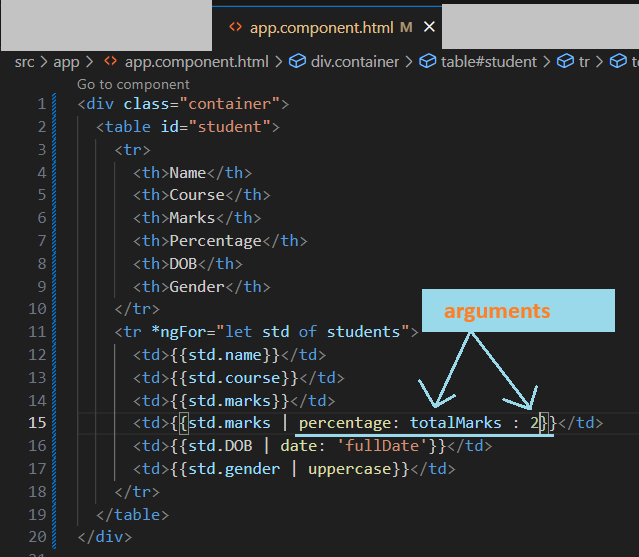 app.component.html M ×
src > app > app.component.html > div.container > table#student > tr > t
Go to component
1 <div class="container">
2 <table id="student">
3 <tr>
4 <th>Name</th>
5 <th>Course</th>
6 <th>Marks</th>
7 <th>Percentage</th>
8 <th>DOB</th>
9 <th>Gender</th>
10 </tr>
arguments
11 <tr *ngFor="let std of students">
12 <td>{{std.name}}</td>
13 <td>{{std.course}}</td>
14 <td>{{std.marks}}</td>
15 <td>{{std.marks | percentage: totalMarks : 2}}</td>
16 <td>{{std.DOB | date: 'fullDate'}}</td>
17 <td>{{std.gender | uppercase}}</td>
18 </tr>
19 </table>
20 </div>